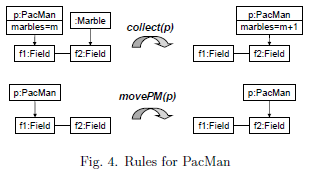 p:PacMan
marbles=m
:Marble
collect(p)
p:PacMan
marbles=m+1
f1:Field
f2:Field
f1:Field
f2:Field
p:PacMan
movePM(p)
p:PacMan
f1:Field
f2:Field
f1:Field
f2:Field
Fig. 4. Rules for PacMan